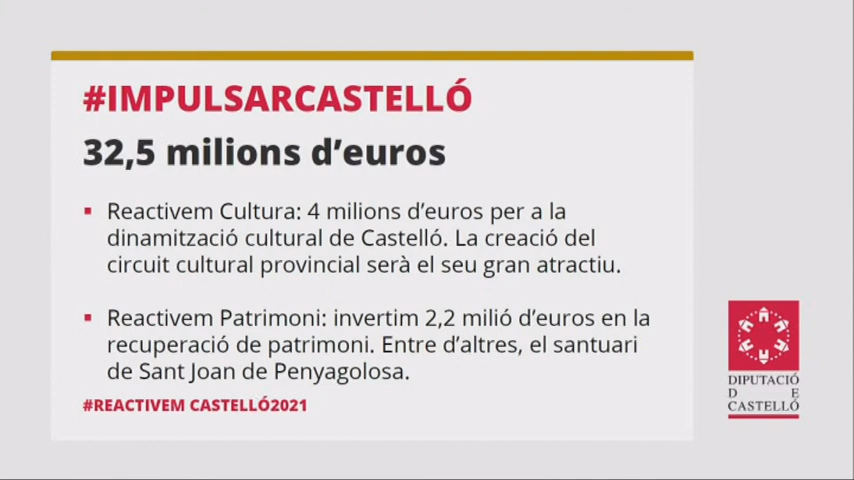 #IMPULSARCASTELLÓ
32,5 milions d’euros
▪ Reactivem Cultura: 4 milions d’euros per a la
dinamització cultural de Castelló. La creació del
circuit cultural provincial serà el seu gran atractiu.
▪ Reactivem Patrimoni: invertim 2,2 milió d’euros en la
recuperació de patrimoni. Entre d’altres, el santuari
de Sant Joan de Penyagolosa.
#REACTIVEM CASTELLÓ2021
DIPUTACIÓ
D E
CASTELLÓ